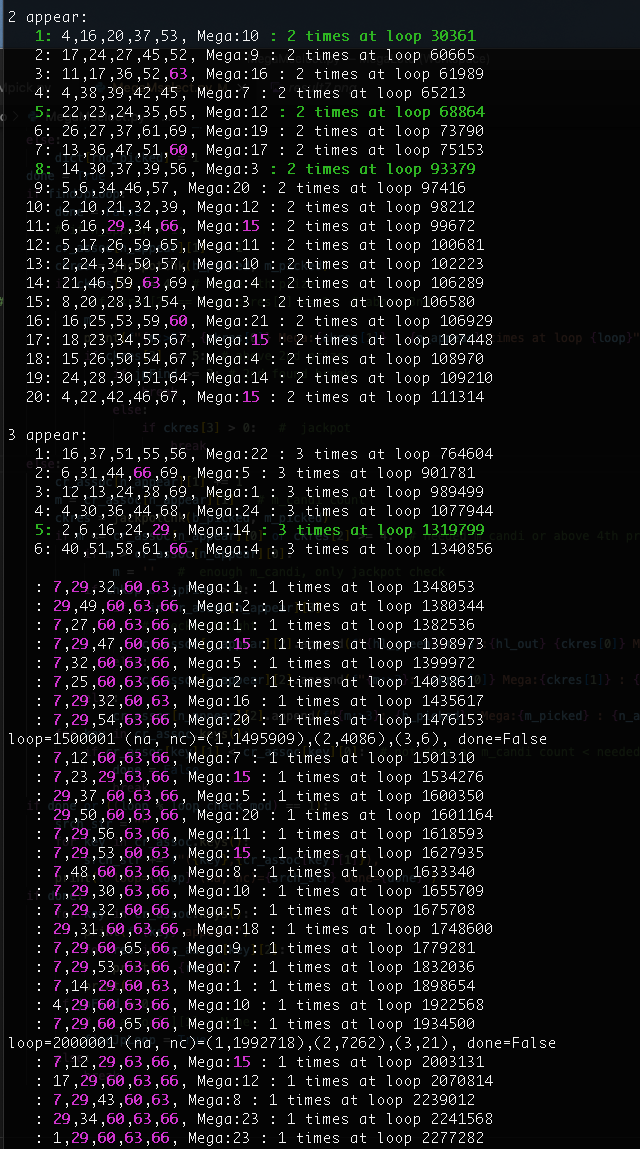 2 appear:
1: 4,16,20,37,53, Mega:10 : 2 times at loop 30361
2: 17,24,27,45,52, Mega:9 : 2 times at loop 60665
3: 11,17,36,52,63, Mega:16 : 2 times at loop 61989
4: 4,38,39,42,45, Mega:7 : 2 times at loop 65213
5: 22,23,24,35,65, Mega:12 : 2 times at loop 68864
6: 26,27,37,61,69, Mega:19 : 2 times at loop 73790
7: 13,36,47,51,60, Mega:17 : 2 times at loop 75153
8: 14,30,37,39,56, Mega:3 : 2 times at loop 93379
9: 5,6,34,46,57, Mega:20 : 2 times at loop 97416
10: 2,10,21,32,39, Mega:12 : 2 times at loop 98212
11: 6,16,29,34,66, Mega:15 : 2 times at loop 99672
12: 5,17,26,59,65, Mega:11 : 2 times at loop 100681
13: 2,24,34,50,57, Mega:10 : 2 times at loop 102223
14: 21,46,59,63,69, Mega:4 : 2 times at loop 106289
15: 8,20,28,31,54, Mega:3 : 2 times at loop 106580
16: 16,25,53,59,60, Mega:21 : 2 times at loop 106929
17: 18,23,34,55,67, Mega:15 : 2 times at loop 107448
18: 15,26,50,54,67, Mega:4 : 2 times at loop 108970
19: 24,28,30,51,64, Mega:14 : 2 times at loop 109210
20: 4,22,42,46,67, Mega:15 : 2 times at loop 111314
3 appear:
1: 16,37,51,55,56, Mega:22 : 3 times at loop 764604
2: 6,31,44,66,69, Mega:5 : 3 times at loop 901781
3: 12,13,24,38,69, Mega:1 : 3 times at loop 989499
4: 4,30,36,44,68, Mega:24 : 3 times at loop 1077944
5: 2,6,16,24,29, Mega:14 : 3 times at loop 1319799
6: 40,51,58,61,66, Mega:4 : 3 times at loop 1340856
: 7,29,32,60,63, Mega:1 : 1 times at loop 1348053
: 29,49,60,63,66, Mega:2 : 1 times at loop 1380344
: 7,27,60,63,66, Mega:1 : 1 times at loop 1382536
: 7,29,47,60,66, Mega:15 : 1 times at loop 1398973
: 7,32,60,63,66, Mega:5 : 1 times at loop 1399972
: 7,25,60,63,66, Mega:2 : 1 times at loop 1403861
: 7,29,32,60,63, Mega:16 : 1 times at loop 1435617
: 7,29,54,63,66, Mega:20 : 1 times at loop 1476153
loop=1500001 (na, nc)=(1,1495909),(2,4086),(3,6), done=False
: 7,12,60,63,66, Mega:7 : 1 times at loop 1501310
: 7,23,29,63,66, Mega:15 : 1 times at loop 1534276
: 29,37,60,63,66, Mega:5 : 1 times at loop 1600350
: 29,50,60,63,66, Mega:20 : 1 times at loop 1601164
: 7,29,56,63,66, Mega:11 : 1 times at loop 1618593
: 7,29,53,60,63, Mega:15 : 1 times at loop 1627935
: 7,48,60,63,66, Mega:8 : 1 times at loop 1633340
: 7,29,30,63,66, Mega:10 : 1 times at loop 1655709
: 7,29,32,60,66, Mega:5 : 1 times at loop 1675708
: 29,31,60,63,66, Mega:18 : 1 times at loop 1748600
: 7,29,60,65,66, Mega:9 : 1 times at loop 1779281
: 7,29,53,63,66, Mega:7 : 1 times at loop 1832036
: 7,14,29,60,63, Mega:1 : 1 times at loop 1898654
: 4,29,60,63,66, Mega:10 : 1 times at loop 1922568
: 7,29,60,65,66, Mega:1 : 1 times at loop 1934500
loop=2000001 (na, nc)=(1,1992718),(2,7262),(3,21), done=False
: 7,12,29,63,66, Mega:15 : 1 times at loop 2003131
: 17,29,60,63,66, Mega:12 : 1 times at loop 2070814
: 7,29,43,60,63, Mega:8 : 1 times at loop 2239012
: 29,34,60,63,66, Mega:23 : 1 times at loop 2241568
: 1,29,60,63,66, Mega:23 : 1 times at loop 2277282